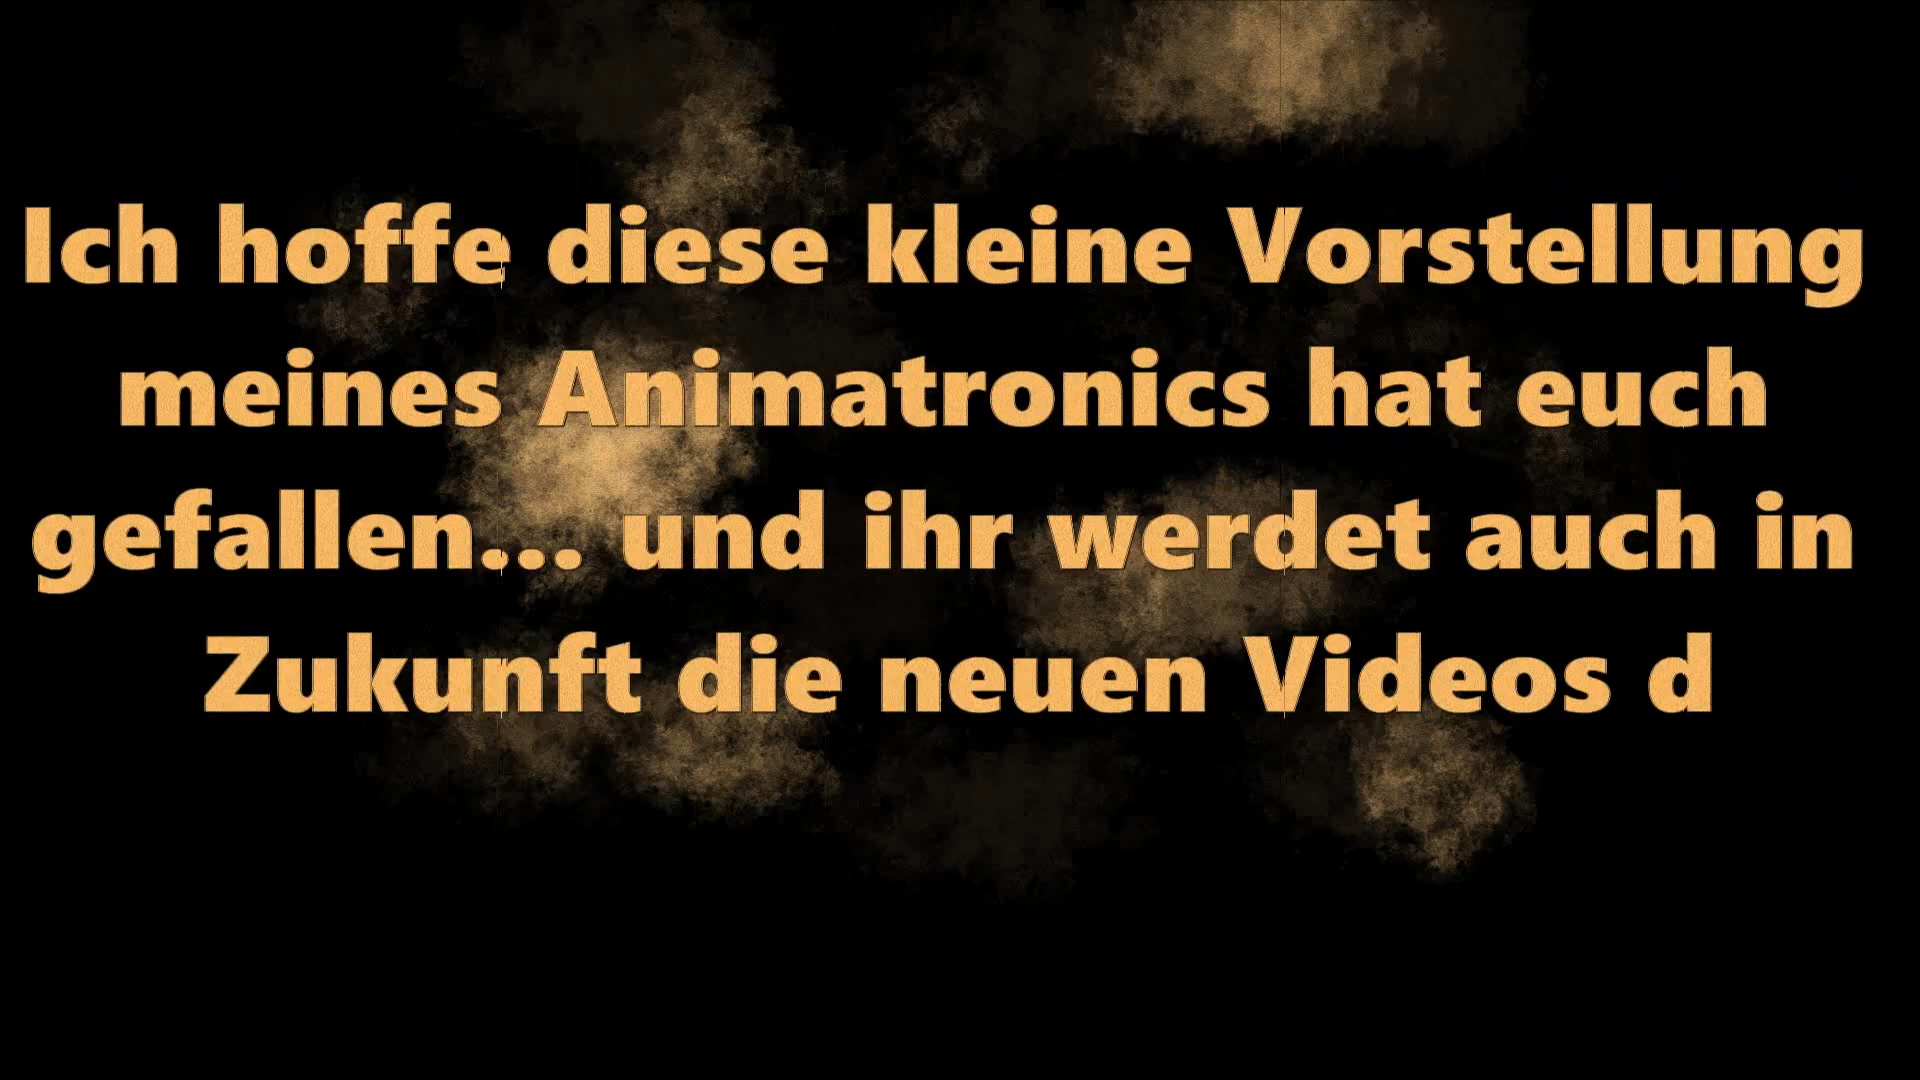 Ich hoffe diese kleine Vorstellung
meines Animatronics hat euch
gefallen... und ihr werdet auch in
Zukunft die neuen Videos d